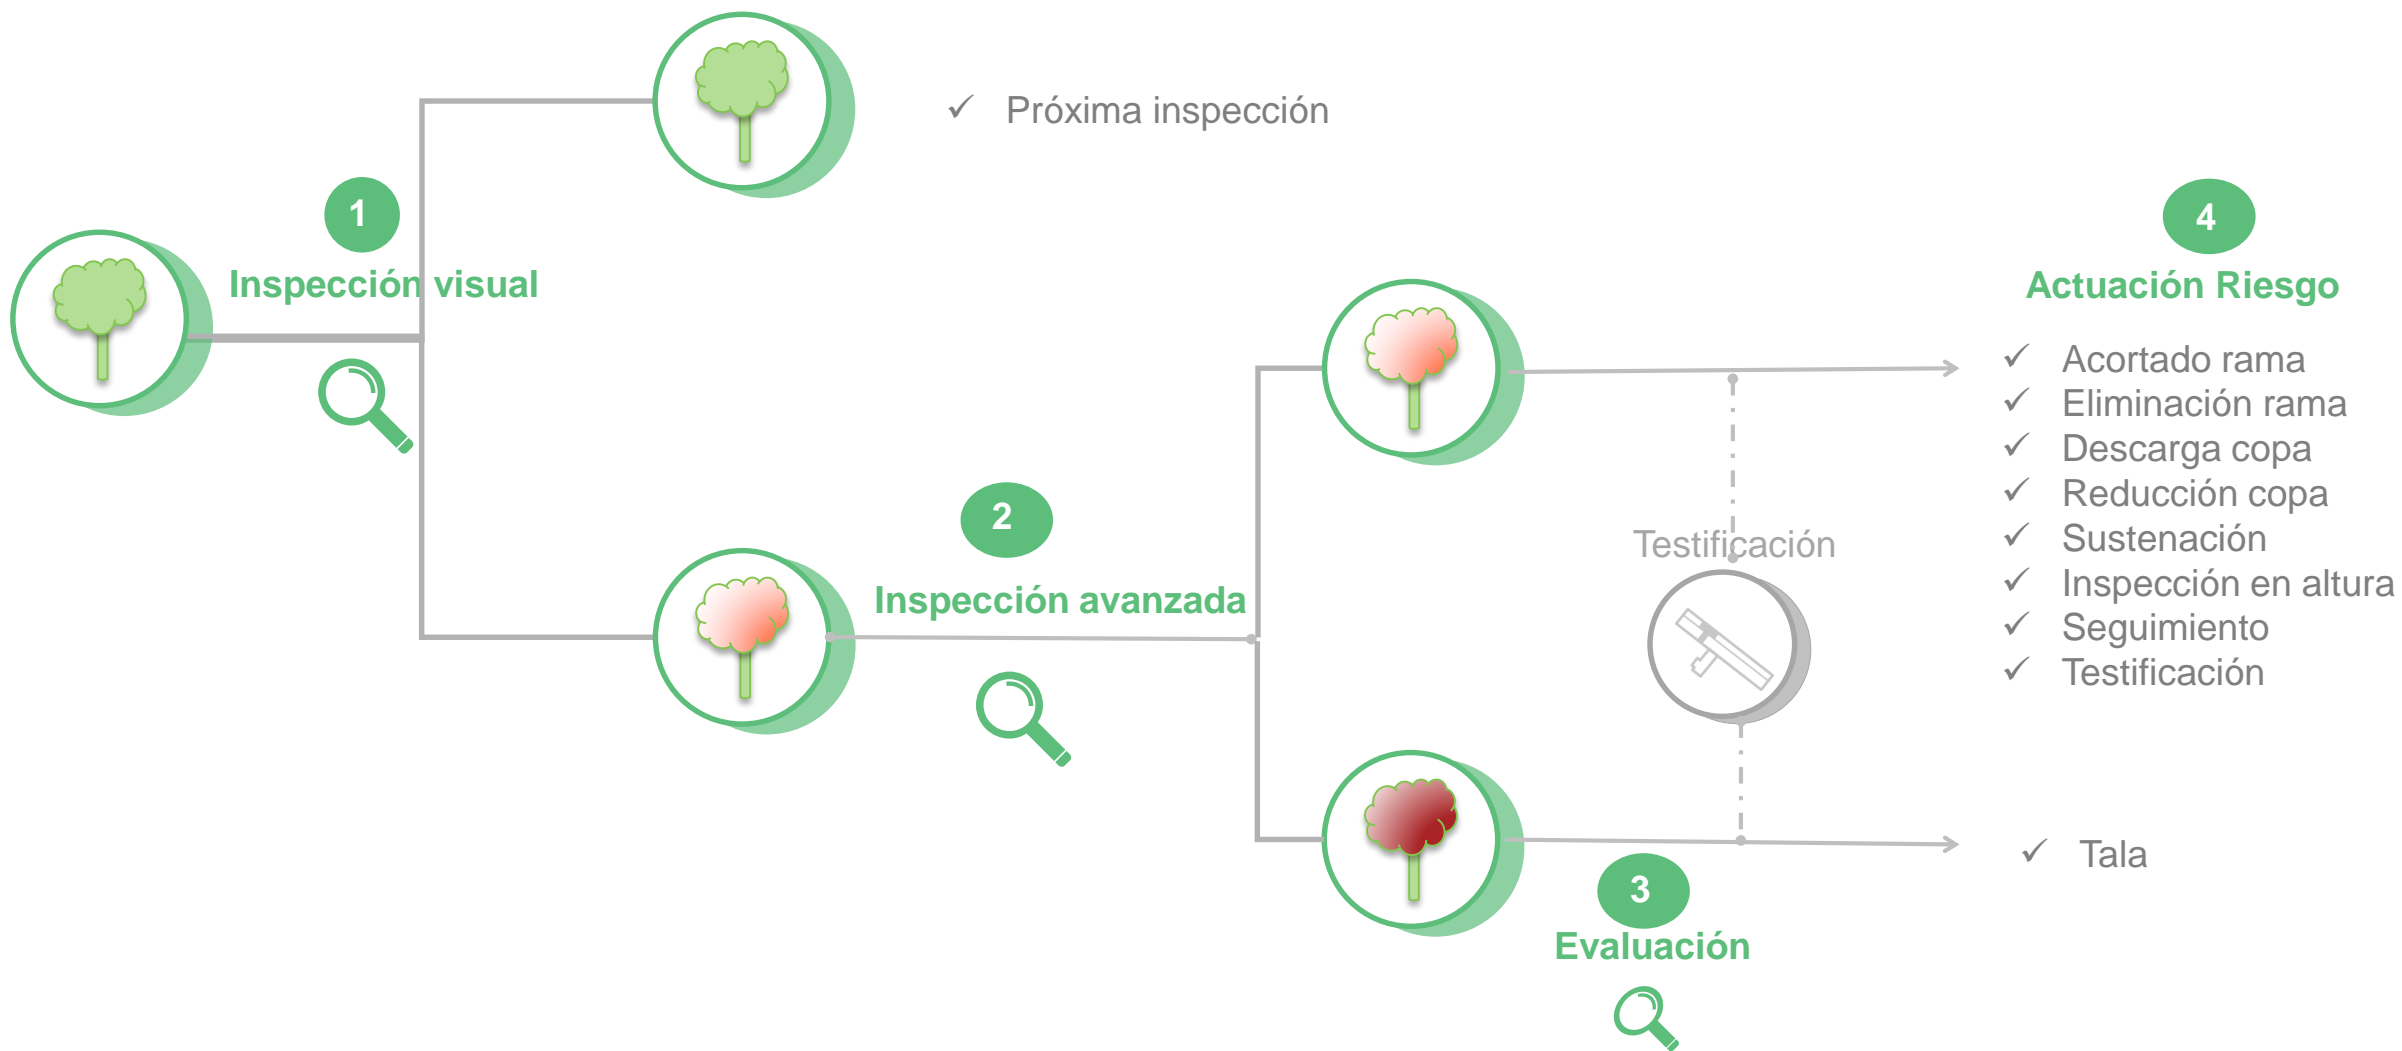 Próxima inspección
1
Inspección visual
2
Inspección avanzada
Testificación
3
Evaluación
4
Actuación Riesgo
Acortado rama
Eliminación rama
Descarga copa
Reducción copa
Sustenación
Inspección en altura
Seguimiento
Testificación
Tala